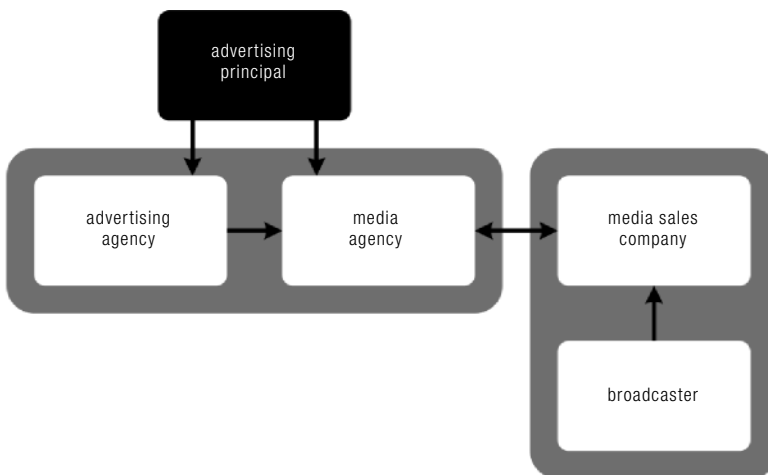 advertising
principal
advertising
agency
media
agency
media sales
company
broadcaster